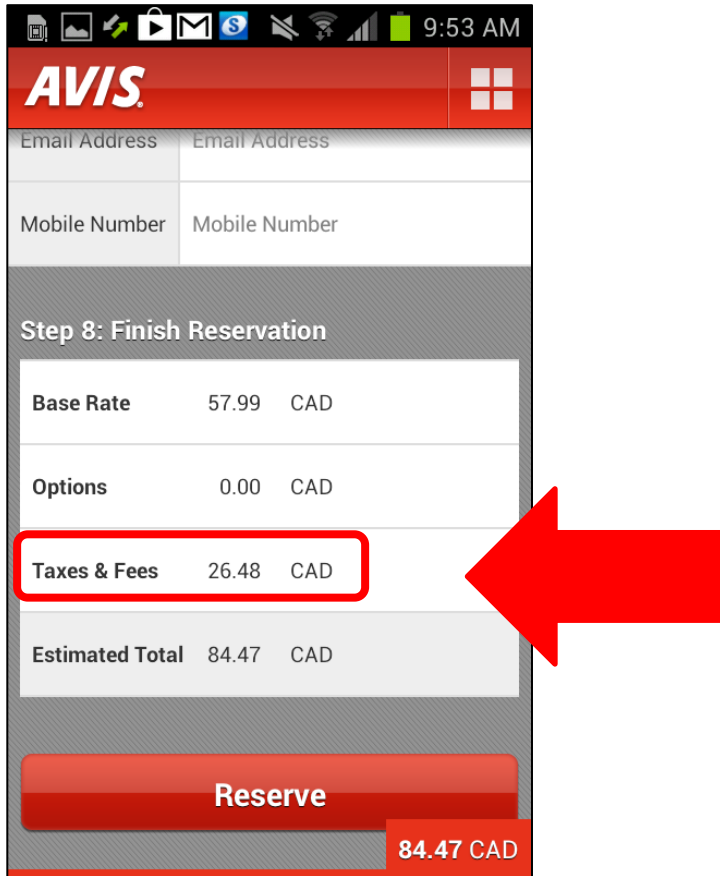 9:53 AM
AVIS
Email Address Email Address
Mobile Number Mobile Number
Step 8: Finish Reservation
Base Rate 57.99 CAD
Options 0.00 CAD
Taxes & Fees 26.48 CAD
Estimated Total 84.47 CAD
Reserve
84.47 CAD